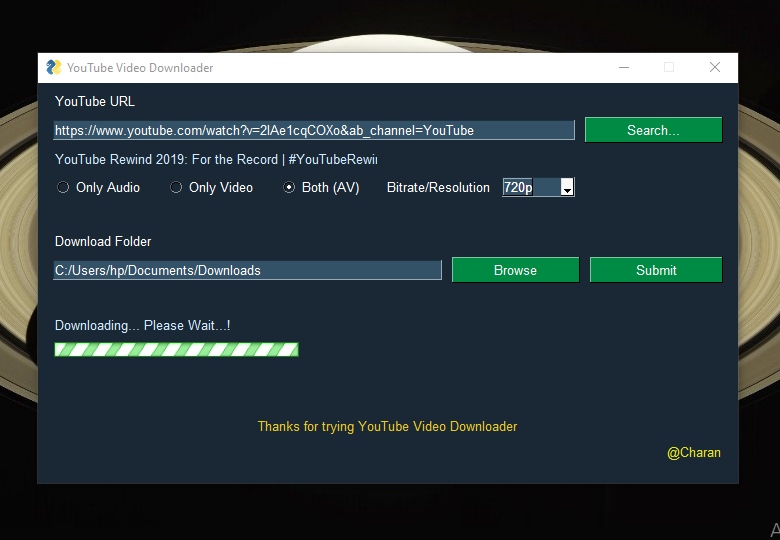 YouTube Video Downloader
YouTube URL
https://www.youtube.com/watch?v=2lAe1cqCOXo&ab_channel=YouTube Search...
YouTube Rewind 2019: For the Record | #YouTubeRewi
Only Audio Only Video Both (AV) Bitrate/Resolution 720p
Download Folder
C:/Users/hp/Documents/Downloads Browse Submit
Downloading... Please Wait...!
Thanks for trying YouTube Video Downloader
@Charan